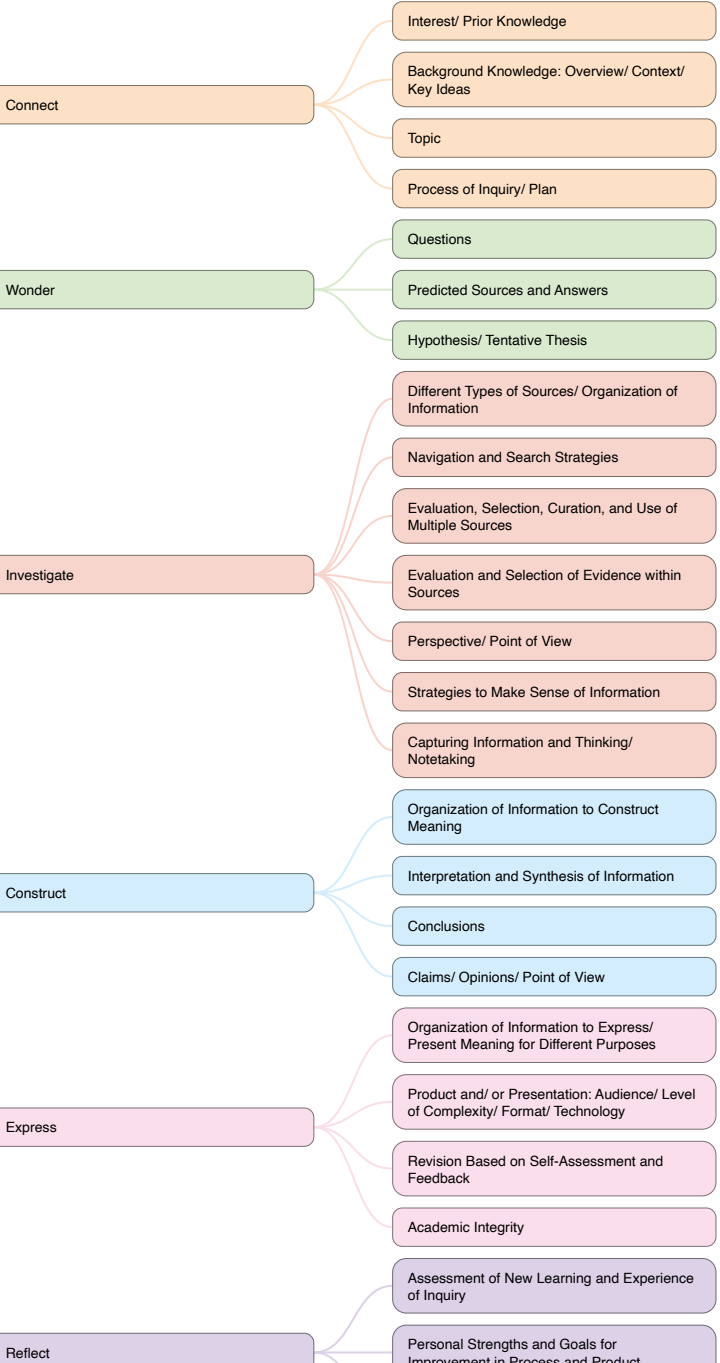 Connect
Interest/ Prior Knowledge
Background Knowledge: Overview/ Context/
Key Ideas
Topic
Process of Inquiry/ Plan
Wonder
Questions
Predicted Sources and Answers
Hypothesis/ Tentative Thesis
Investigate
Different Types of Sources/ Organization of
Information
Navigation and Search Strategies
Evaluation, Selection, Curation, and Use of
Multiple Sources
Evaluation and Selection of Evidence within
Sources
Perspective/ Point of View
Strategies to Make Sense of Information
Capturing Information and Thinking/
Notetaking
Construct
Organization of Information to Construct
Meaning
Interpretation and Synthesis of Information
Conclusions
Claims/ Opinions/ Point of View
Express
Organization of Information to Express/
Present Meaning for Different Purposes
Product and/ or Presentation: Audience/ Level
of Complexity/ Format/ Technology
Revision Based on Self-Assessment and
Feedback
Academic Integrity
Reflect
Assessment of New Learning and Experience
of Inquiry
Personal Strengths and Goals for
Improvement in Process and Product